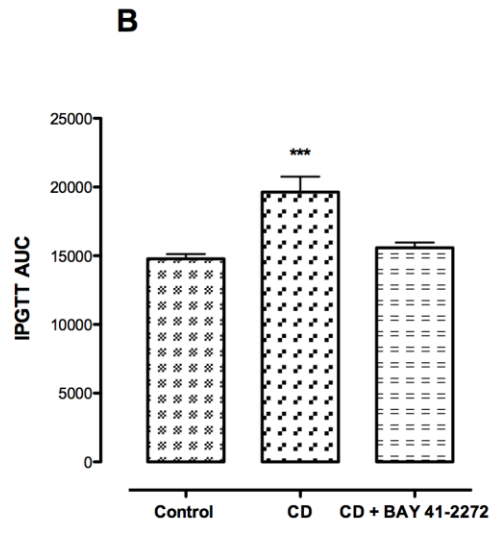 B
IPGTT AUC
25000
20000
15000
10000
5000
0
***
Control
CD
CD + BAY 41-2272